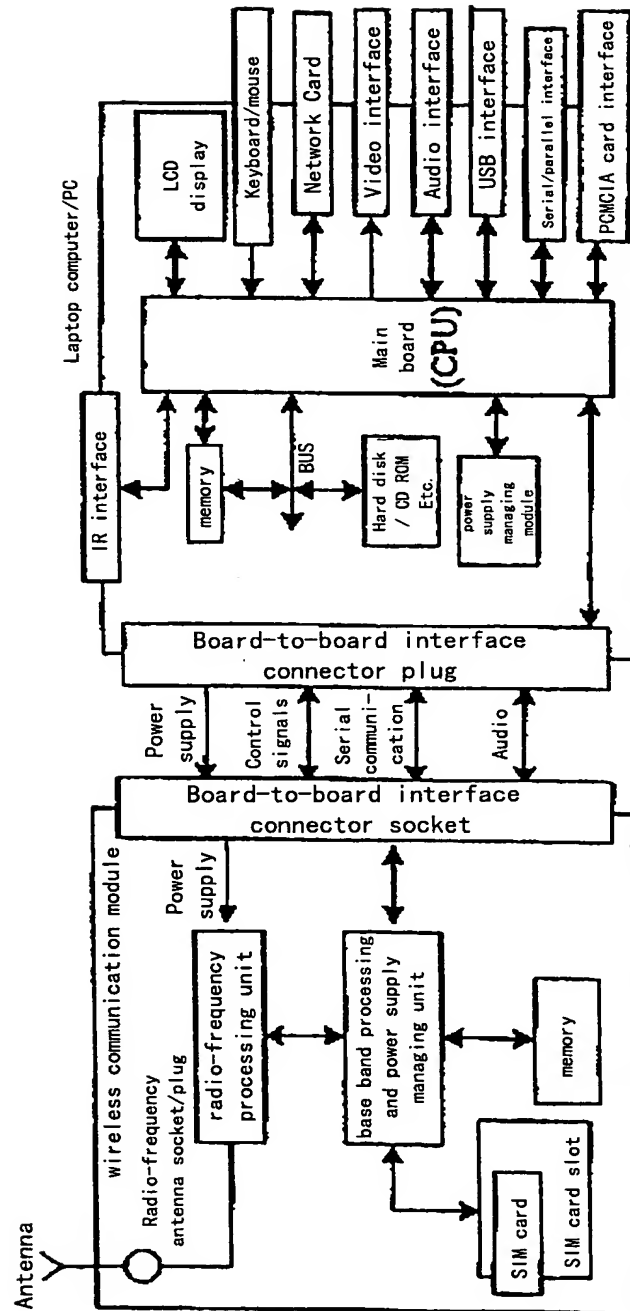 Antenna
wireless communication module
Radio-frequency
antenna socket/plug
radio-frequency
processing unit
Power
supply
base band processing
and power supply
managing unit
memory
SIM card
SIM card slot
Board-to-board interface
connector socket
Power
supply
Control
signals
Serial
communi-
cation
Audio
Board-to-board interface
connector plug
Laptop computer/PC
IR interface
memory
BUS
Hard disk
/ CD ROM
Etc.
power
supply
managing
module
Main
board
(CPU)
LCD
display
Keyboard/mouse
Network Card
Video interface
Audio interface
USB interface
Serial/parallel interface
PCMCIA card interface